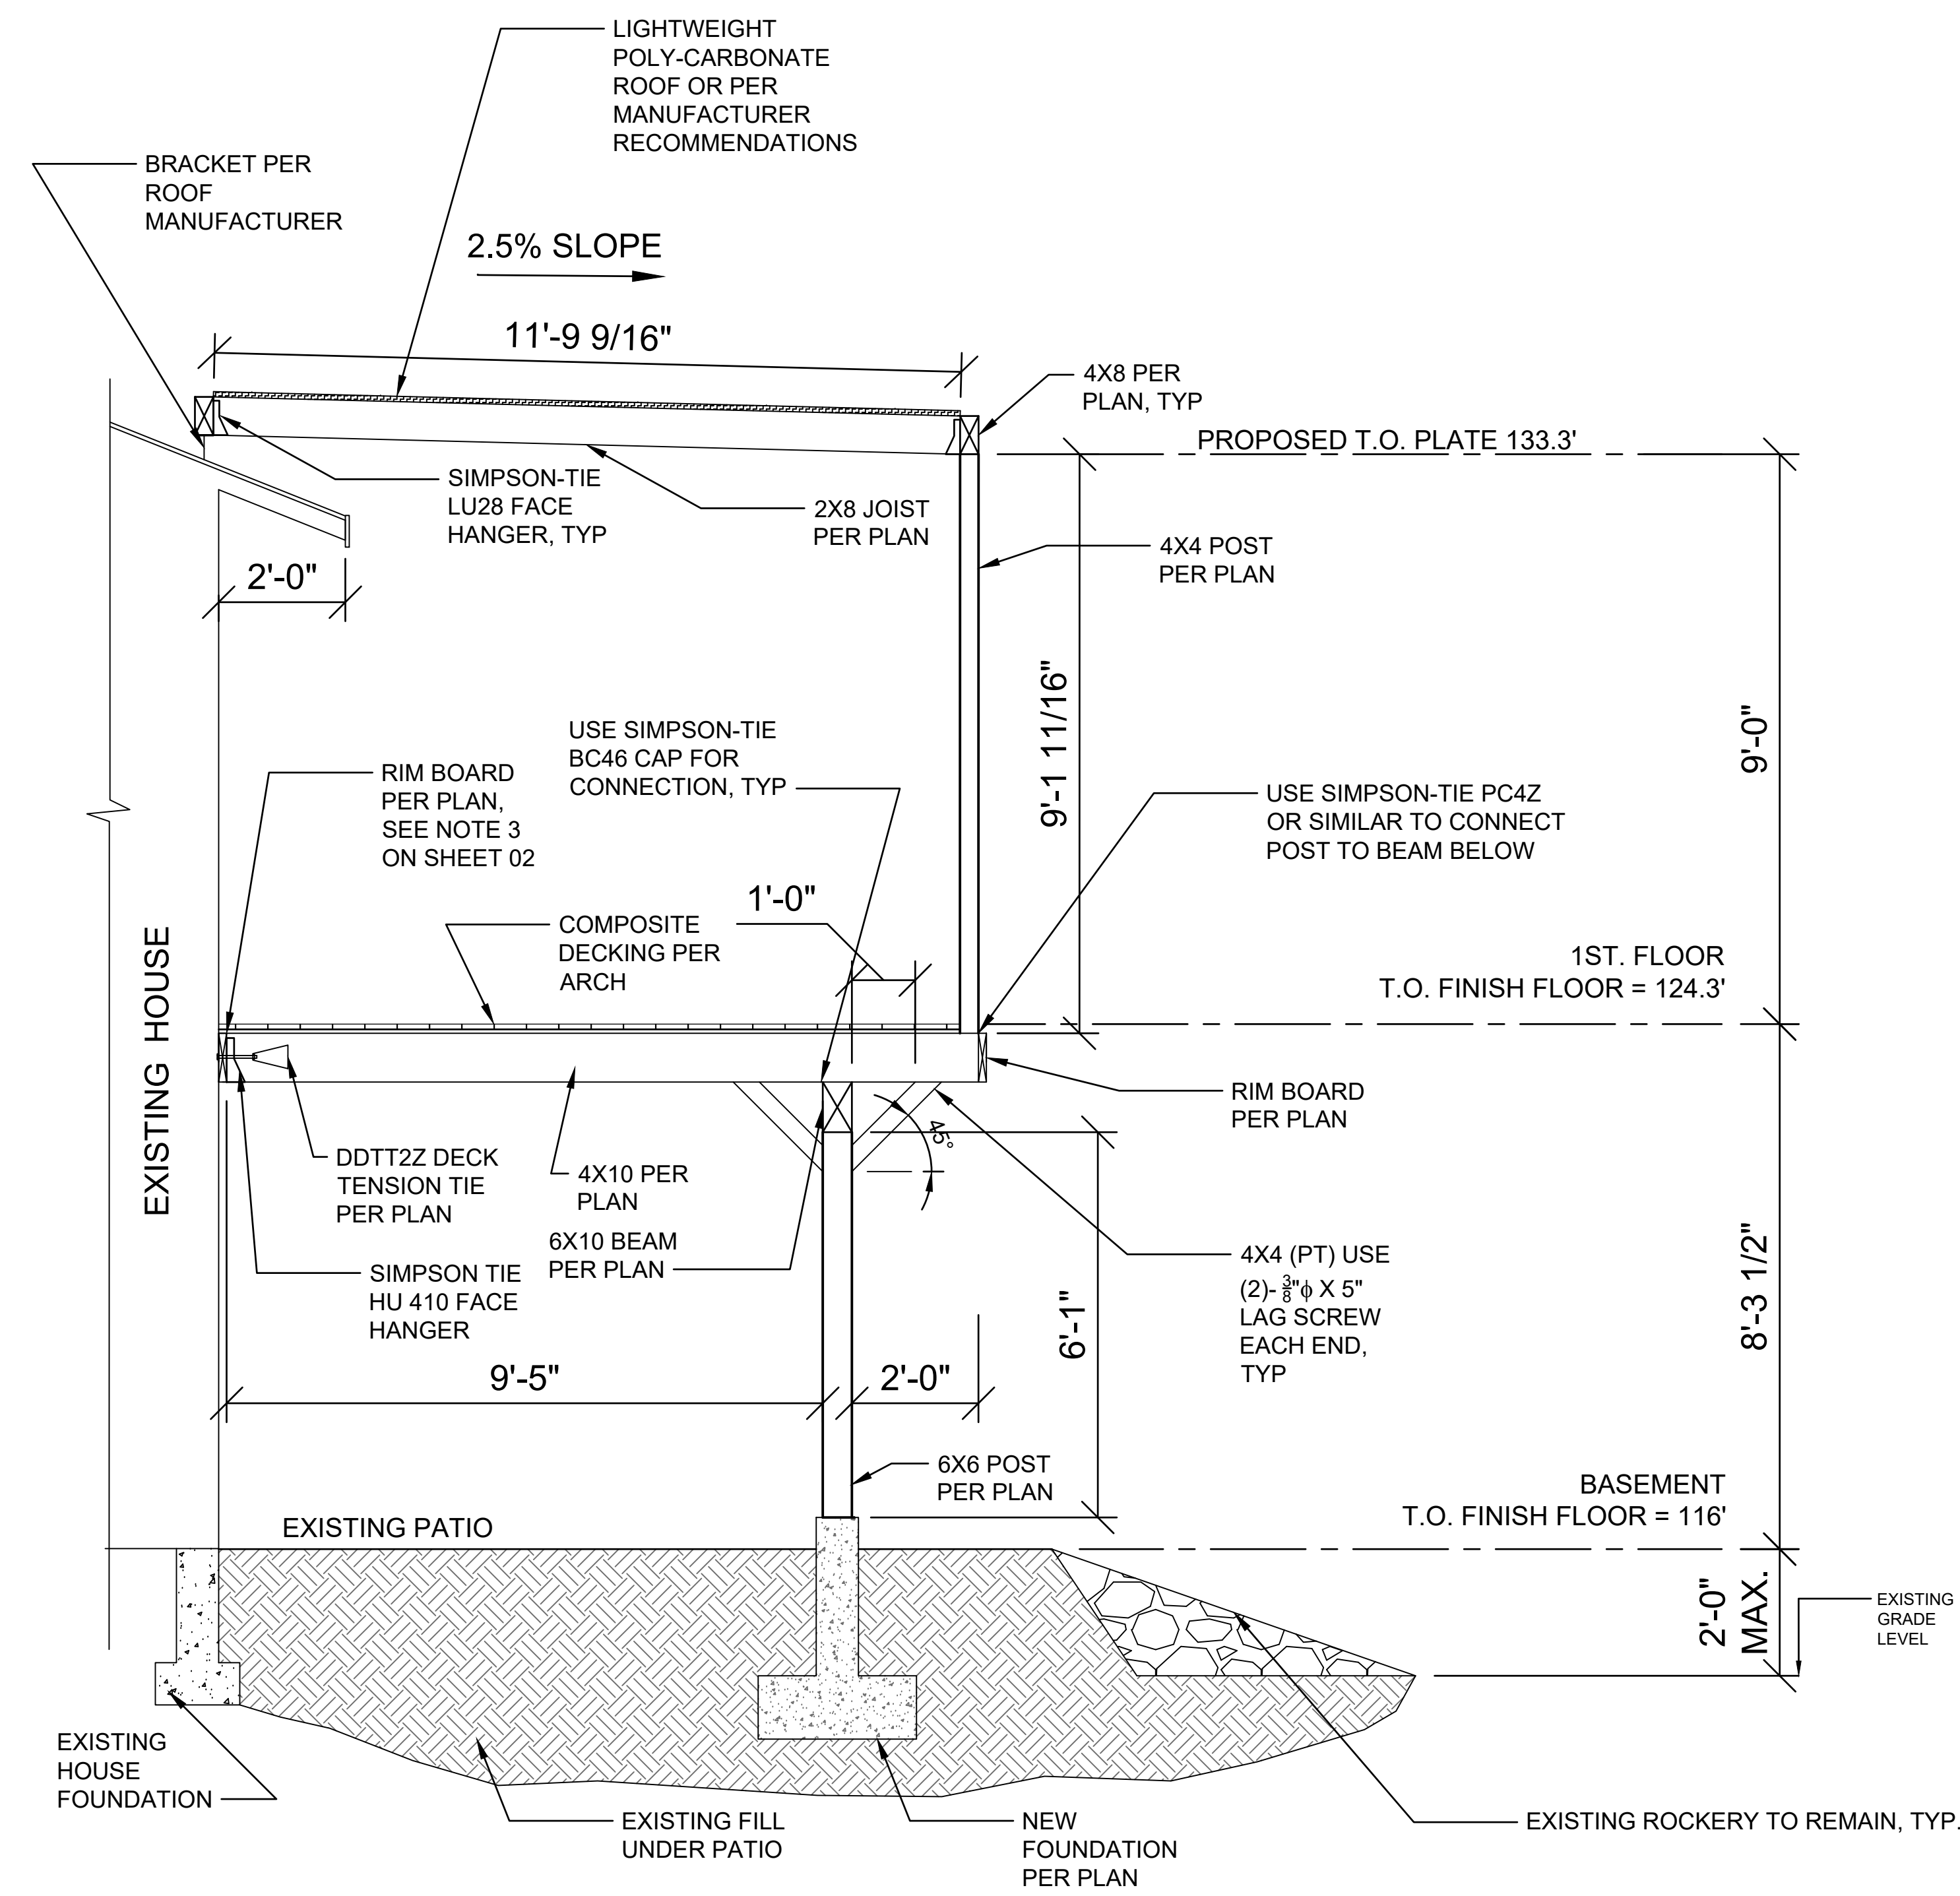 LIGHTWEIGHT
POLY-CARBONATE
ROOF OR PER
MANUFACTURER
RECOMMENDATIONS
BRACKET PER
ROOF
MANUFACTURER
2.5% SLOPE
11'-9 9/16"
4X8 PER
PLAN, TYP
PROPOSED T.O. PLATE 133.3'
SIMPSON-TIE
LU28 FACE
HANGER, TYP
2X8 JOIST
PER PLAN
4X4 POST
PER PLAN
2'-0"
9'-1 11/16"
9'-0"
USE SIMPSON-TIE
BC46 CAP FOR
CONNECTION, TYP
RIM BOARD
PER PLAN,
SEE NOTE 3
ON SHEET 02
USE SIMPSON-TIE PC4Z
OR SIMILAR TO CONNECT
POST TO BEAM BELOW
1'-0"
COMPOSITE
DECKING PER
ARCH
EXISTING HOUSE
1ST. FLOOR
T.O. FINISH FLOOR = 124.3'
RIM BOARD
PER PLAN
45°
DDTT2Z DECK
TENSION TIE
PER PLAN
4X10 PER
PLAN
6X10 BEAM
PER PLAN
SIMPSON TIE
HU 410 FACE
HANGER
4X4 (PT) USE
(2)- 3/8"ϕ X 5"
LAG SCREW
EACH END,
TYP
6'-1"
8'-3 1/2"
9'-5"
2'-0"
6X6 POST
PER PLAN
BASEMENT
T.O. FINISH FLOOR = 116'
EXISTING PATIO
2'-0"
MAX.
EXISTING
GRADE
LEVEL
EXISTING
HOUSE
FOUNDATION
EXISTING FILL
UNDER PATIO
NEW
FOUNDATION
PER PLAN
EXISTING ROCKERY TO REMAIN, TYP.